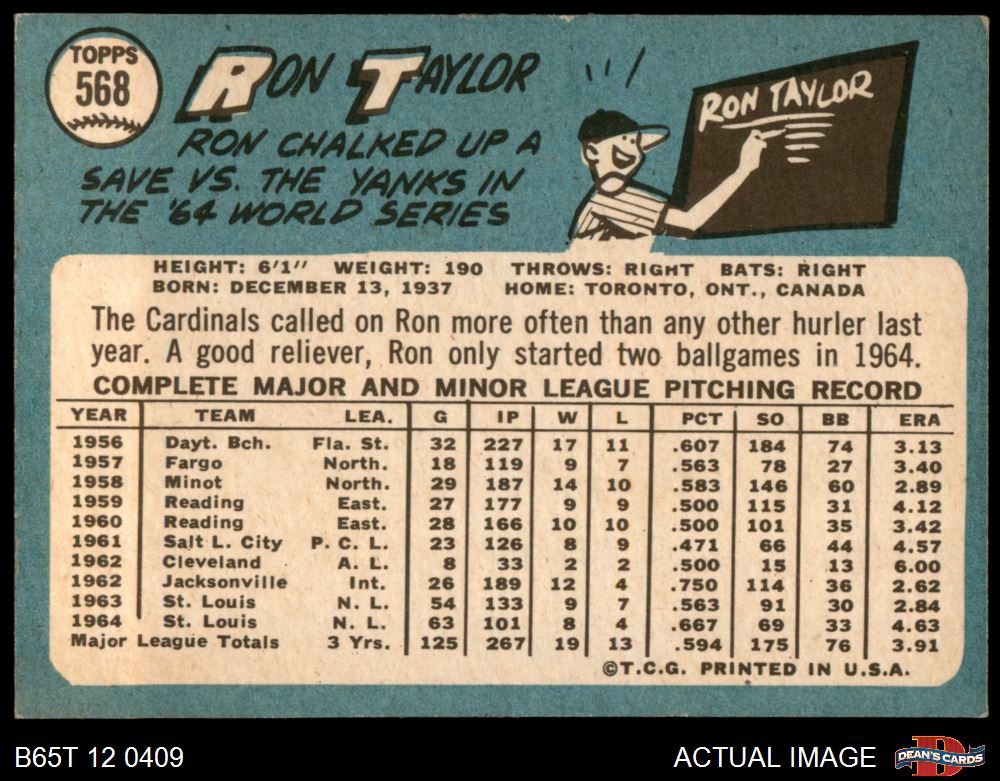 TOPPS
568
RON TAYLOR
RON CHALKED UP A
SAVE VS. THE YANKS IN
THE '64 WORLD SERIES
RON TAYLOR
HEIGHT: 6'1" WEIGHT: 190 THROWS: RIGHT BATS: RIGHT
BORN: DECEMBER 13, 1937 HOME: TORONTO, ONT., CANADA
The Cardinals called on Ron more often than any other hurler last
year. A good reliever, Ron only started two ballgames in 1964.
COMPLETE MAJOR AND MINOR LEAGUE PITCHING RECORD
YEAR TEAM LEA. G IP W L PCT SO BB ERA
1956 Dayt. Bch. Fla. St. 32 227 17 11 .607 184 74 3.13
1957 Fargo North. 18 119 9 7 .563 78 27 3.40
1958 Minot North. 29 187 14 10 .583 146 60 2.89
1959 Reading East. 27 177 9 9 .500 115 31 4.12
1960 Reading East. 28 166 10 10 .500 101 35 3.42
1961 Salt L. City P. C. L. 23 126 8 9 .471 66 44 4.57
1962 Cleveland A. L. 8 33 2 2 .500 15 13 6.00
1962 Jacksonville Int. 26 189 12 4 .750 114 36 2.62
1963 St. Louis N. L. 54 133 9 7 .563 91 30 2.84
1964 St. Louis N. L. 63 101 8 4 .667 69 33 4.63
Major League Totals 3 Yrs. 125 267 19 13 .594 175 76 3.91
©T.C.G. PRINTED IN U.S.A.
B65T 12 0409 ACTUAL IMAGE DEAN'S CARDS